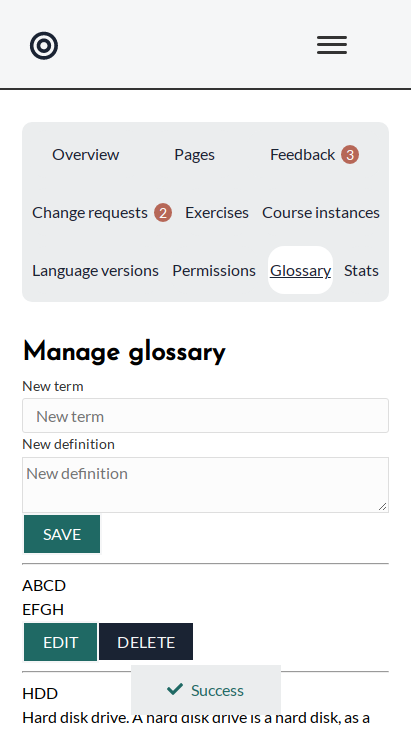 Overview Pages Feedback 3
Change requests 2 Exercises Course instances
Language versions Permissions Glossary Stats
Manage glossary
New term
New term
New definition
New definition
SAVE
ABCD
EFGH
EDIT DELETE
HDD
Success
Hard disk drive. A hard disk drive is a hard disk, as a